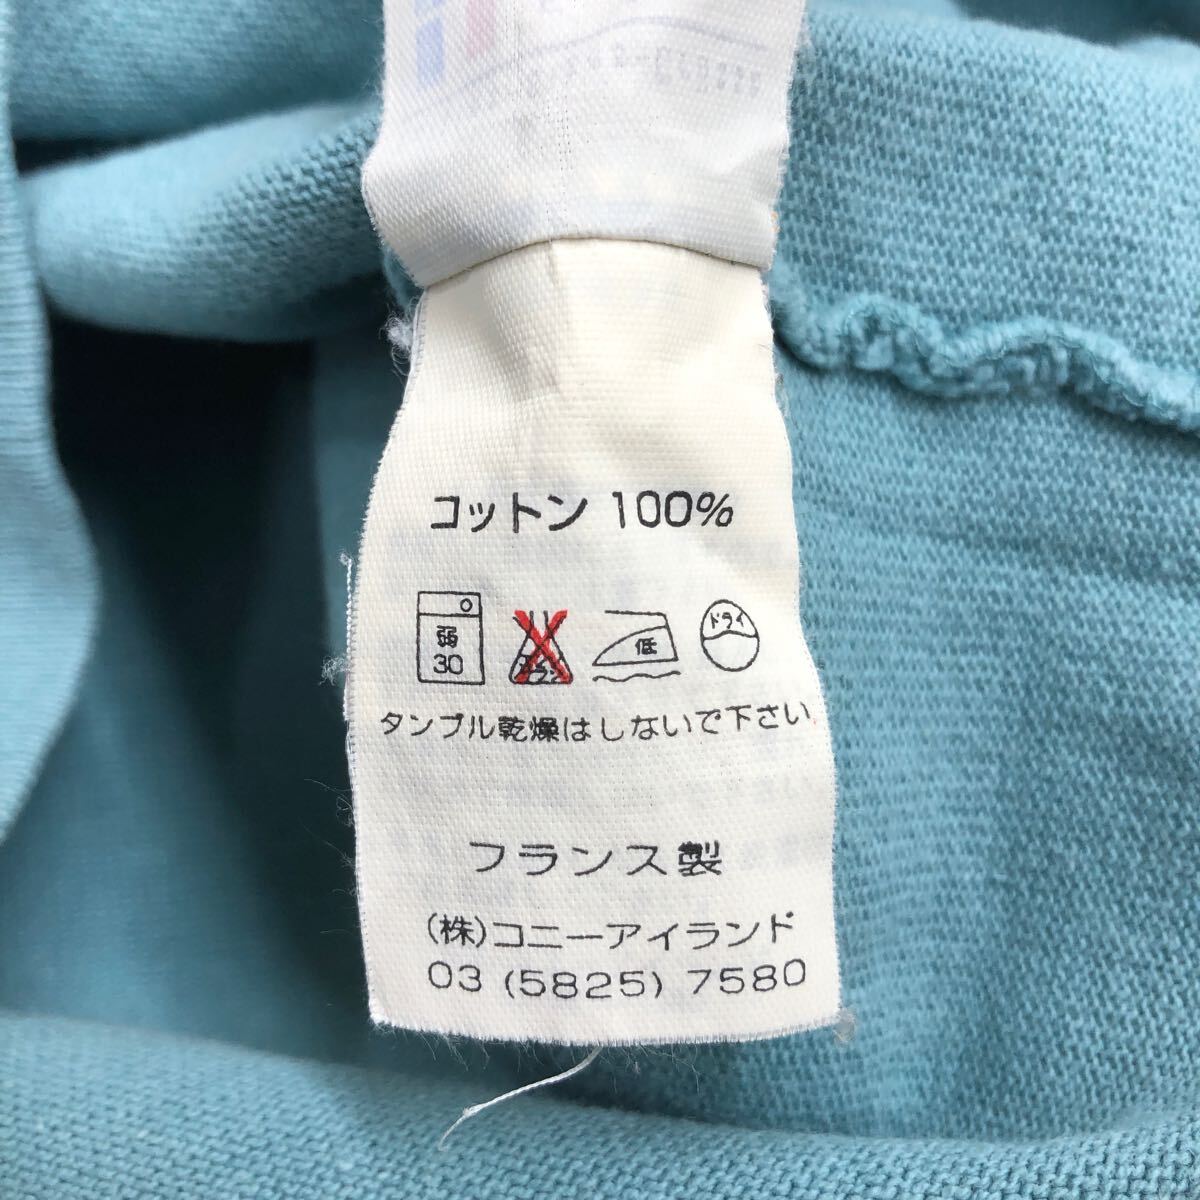 コットン 100%
弱
30
低
ドライ
タンブル乾燥はしないで下さい
フランス製
(株)コニーアイランド
03 (5825) 7580